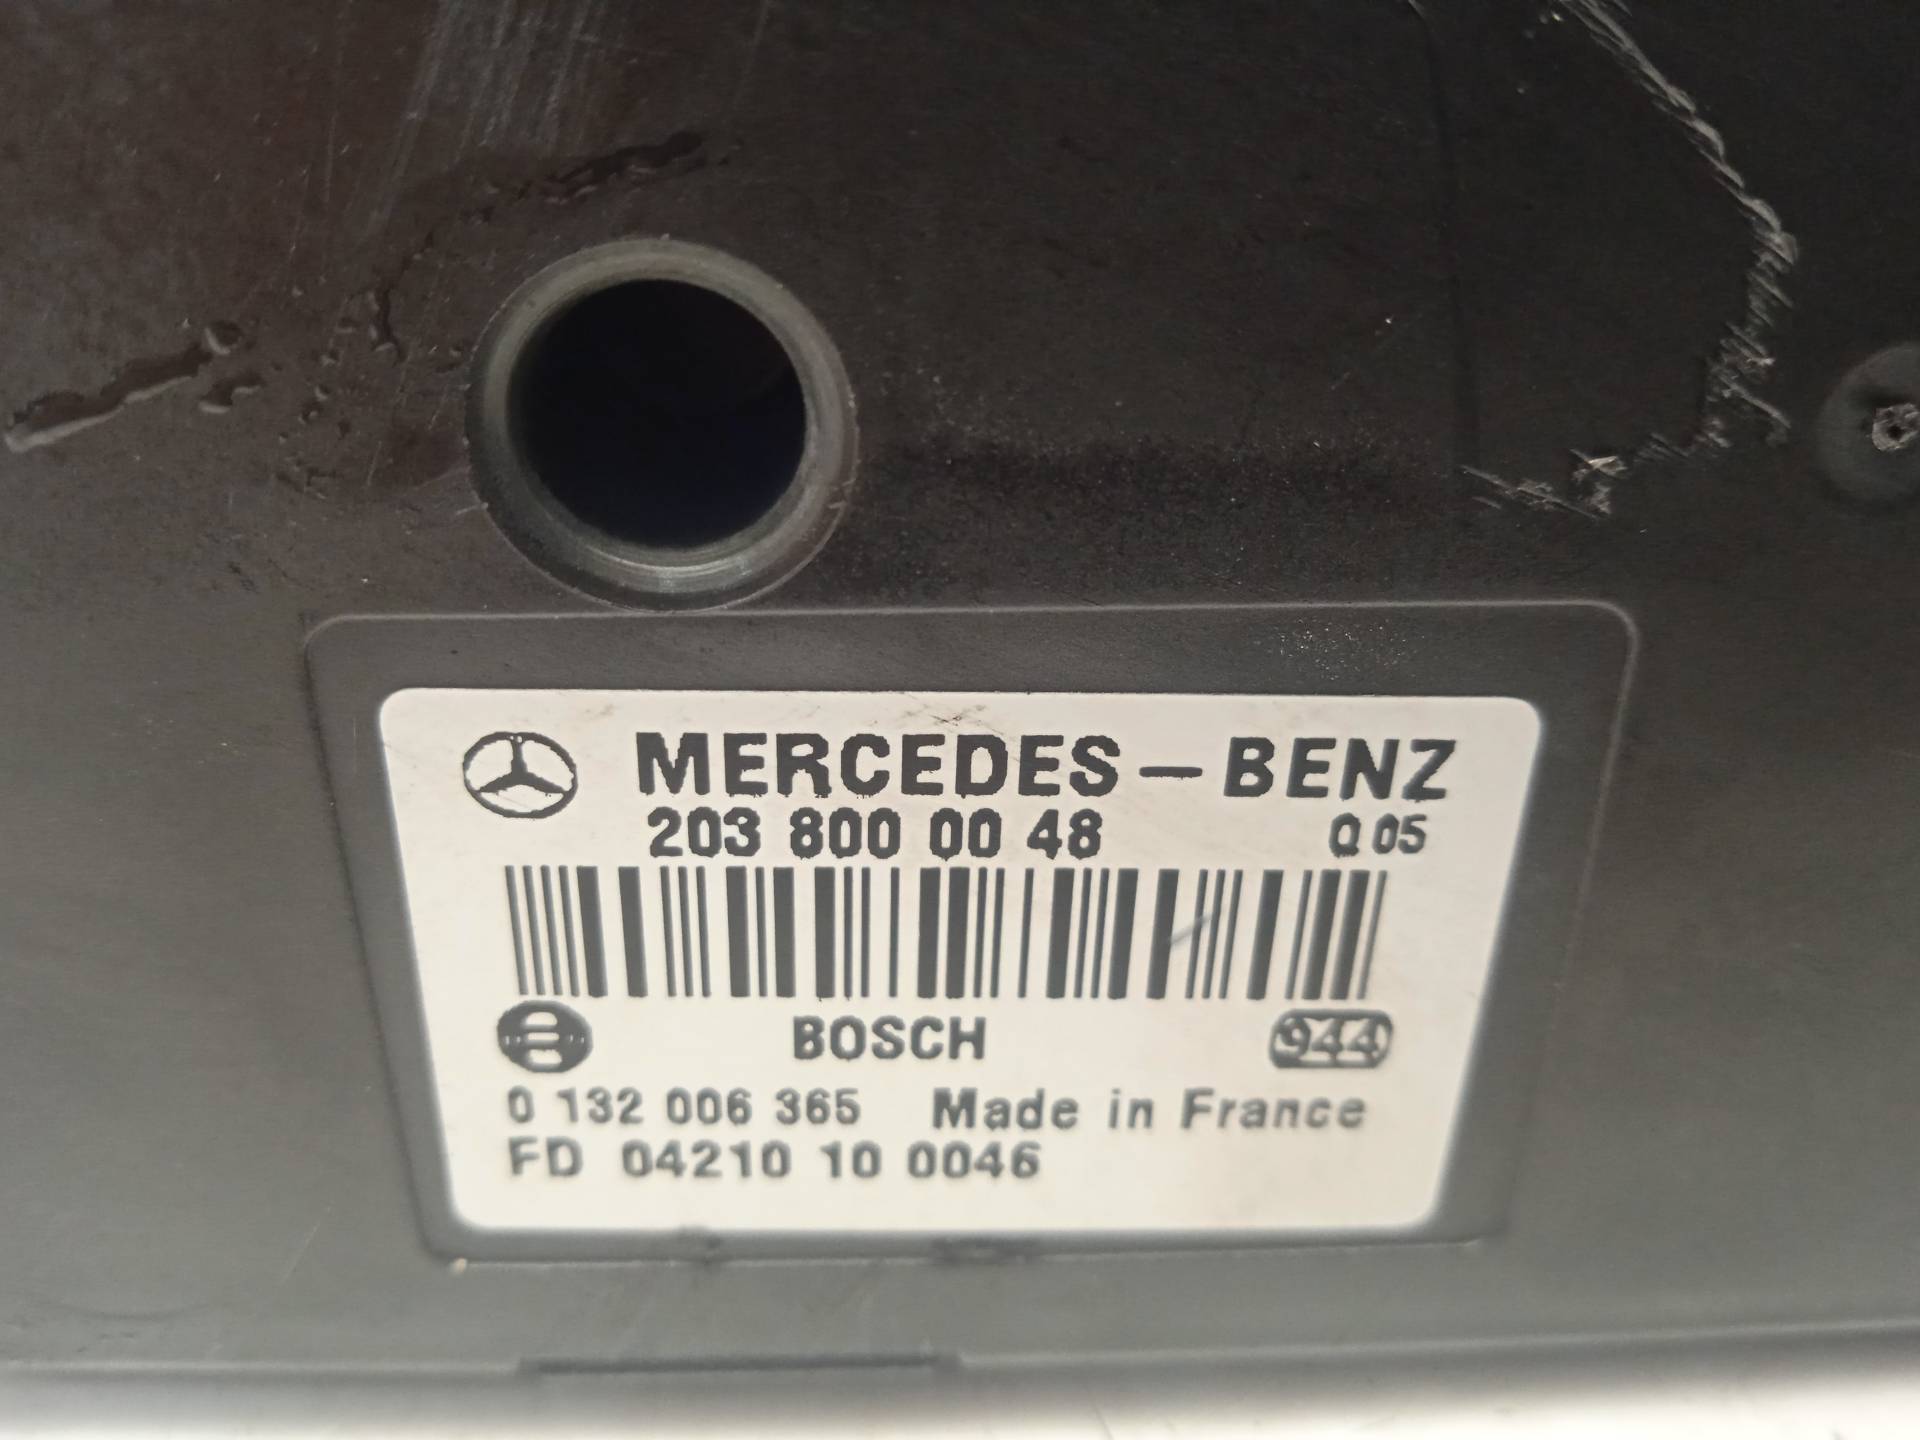 MERCEDES-BENZ
203 800 00 48 Q 05
BOSCH 944
0 132 006 365 Made in France
FD 04210 10 0046